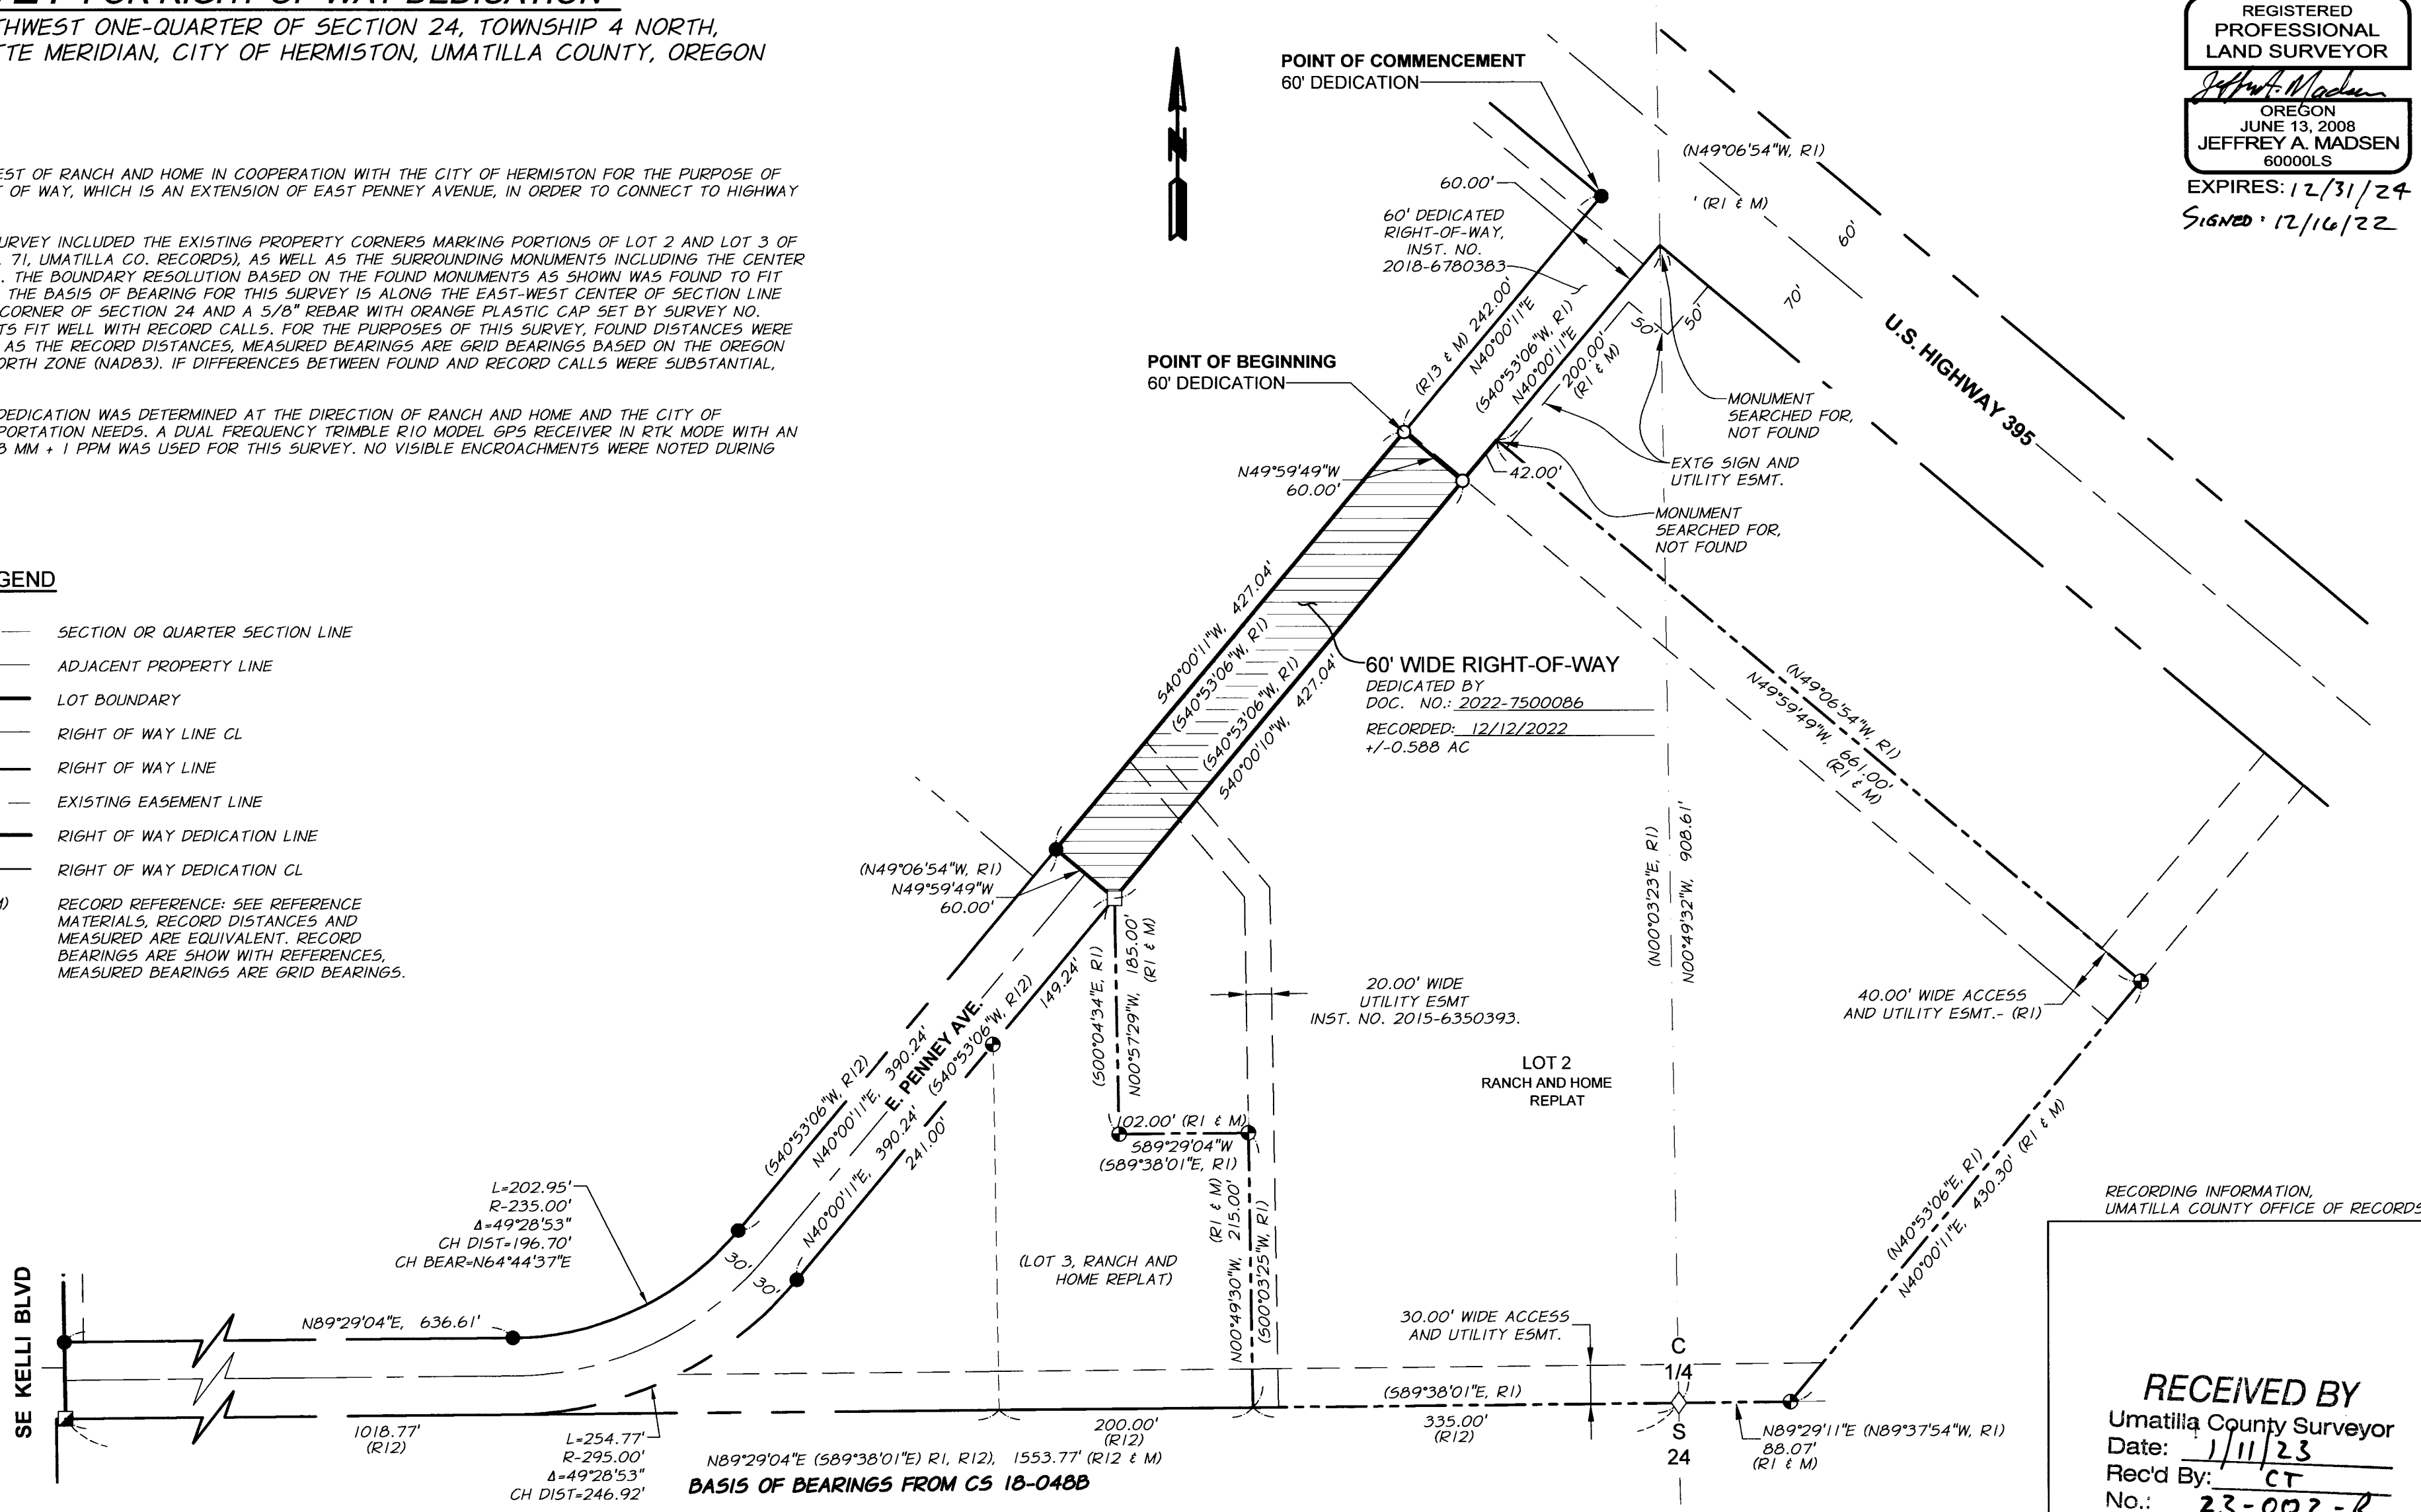 FOR RIGHT-OF-WAY DEDICATION
THWEST ONE-QUARTER OF SECTION 24, TOWNSHIP 4 NORTH,
TTE MERIDIAN, CITY OF HERMISTON, UMATILLA COUNTY, OREGON
EST OF RANCH AND HOME IN COOPERATION WITH THE CITY OF HERMISTON FOR THE PURPOSE OF
T OF WAY, WHICH IS AN EXTENSION OF EAST PENNEY AVENUE, IN ORDER TO CONNECT TO HIGHWAY
SURVEY INCLUDED THE EXISTING PROPERTY CORNERS MARKING PORTIONS OF LOT 2 AND LOT 3 OF
. 71, UMATILLA CO. RECORDS), AS WELL AS THE SURROUNDING MONUMENTS INCLUDING THE CENTER
. THE BOUNDARY RESOLUTION BASED ON THE FOUND MONUMENTS AS SHOWN WAS FOUND TO FIT
THE BASIS OF BEARING FOR THIS SURVEY IS ALONG THE EAST-WEST CENTER OF SECTION LINE
CORNER OF SECTION 24 AND A 5/8" REBAR WITH ORANGE PLASTIC CAP SET BY SURVEY NO.
TS FIT WELL WITH RECORD CALLS. FOR THE PURPOSES OF THIS SURVEY, FOUND DISTANCES WERE
AS THE RECORD DISTANCES, MEASURED BEARINGS ARE GRID BEARINGS BASED ON THE OREGON
ORTH ZONE (NAD83). IF DIFFERENCES BETWEEN FOUND AND RECORD CALLS WERE SUBSTANTIAL,
DEDICATION WAS DETERMINED AT THE DIRECTION OF RANCH AND HOME AND THE CITY OF
PORTATION NEEDS. A DUAL FREQUENCY TRIMBLE R10 MODEL GPS RECEIVER IN RTK MODE WITH AN
8 MM + 1 PPM WAS USED FOR THIS SURVEY. NO VISIBLE ENCROACHMENTS WERE NOTED DURING
GEND
SECTION OR QUARTER SECTION LINE
ADJACENT PROPERTY LINE
LOT BOUNDARY
RIGHT OF WAY LINE CL
RIGHT OF WAY LINE
EXISTING EASEMENT LINE
RIGHT OF WAY DEDICATION LINE
RIGHT OF WAY DEDICATION CL
M)
RECORD REFERENCE: SEE REFERENCE
MATERIALS, RECORD DISTANCES AND
MEASURED ARE EQUIVALENT. RECORD
BEARINGS ARE SHOW WITH REFERENCES,
MEASURED BEARINGS ARE GRID BEARINGS.
N
POINT OF COMMENCEMENT
60' DEDICATION
REGISTERED
PROFESSIONAL
LAND SURVEYOR
Jeffrey A. Madsen
OREGON
JUNE 13, 2008
JEFFREY A. MADSEN
60000LS
EXPIRES: 12/31/24
SIGNED: 12/16/22
(N49°06'54"W, R1)
' (R1 & M)
60'
70'
U.S. HIGHWAY 395
60.00'
60' DEDICATED
RIGHT-OF-WAY,
INST. NO.
2018-6780383
(R13 & M) 242.00'
N40°00'11"E
(S40°53'06"W, R1)
N40°00'11"E
200.00'
(R1 & M)
50'
50'
MONUMENT
SEARCHED FOR,
NOT FOUND
EXTG SIGN AND
UTILITY ESMT.
42.00'
MONUMENT
SEARCHED FOR,
NOT FOUND
POINT OF BEGINNING
60' DEDICATION
N49°59'49"W
60.00'
S40°00'11"W, 427.04'
(S40°53'06"W, R1)
(S40°53'06"W, R1)
S40°00'10"W, 427.04'
60' WIDE RIGHT-OF-WAY
DEDICATED BY
DOC. NO.: 2022-7500086
RECORDED: 12/12/2022
+/-0.588 AC
(N49°06'54"W, R1)
N49°59'49"W, 661.00'
(R1 & M)
(N00°03'23"E, R1)
N00°49'32"W, 908.61'
(N49°06'54"W, R1)
N49°59'49"W
60.00'
(S00°04'34"E, R1)
N00°57'29"W, 185.00'
(R1 & M)
20.00' WIDE
UTILITY ESMT
INST. NO. 2015-6350393.
40.00' WIDE ACCESS
AND UTILITY ESMT.- (R1)
LOT 2
RANCH AND HOME
REPLAT
102.00' (R1 & M)
S89°29'04"W
(S89°38'01"E, R1)
(S40°53'06"W, R12)
N40°00'11"E, 390.24'
E. PENNEY AVE.
(S40°53'06"W, R12)
149.24'
N40°00'11"E, 390.24'
241.00'
L=202.95'
R-235.00'
Δ=49°28'53"
CH DIST=196.70'
CH BEAR=N64°44'37"E
30'
30'
(LOT 3, RANCH AND
HOME REPLAT)
(R1 & M)
N00°49'30"W, 215.00'
(S00°03'25"W, R1)
(N40°53'06"E, R1)
N40°00'11"E, 430.30' (R1 & M)
30.00' WIDE ACCESS
AND UTILITY ESMT.
SE KELLI BLVD
N89°29'04"E, 636.61'
1018.77'
(R12)
L=254.77'
R-295.00'
Δ=49°28'53"
CH DIST=246.92'
200.00'
(R12)
(S89°38'01"E, R1)
335.00'
(R12)
C
1/4
S
24
N89°29'11"E (N89°37'54"W, R1)
88.07'
(R1 & M)
N89°29'04"E (S89°38'01"E) R1, R12), 1553.77' (R12 & M)
BASIS OF BEARINGS FROM CS 18-048B
RECORDING INFORMATION,
UMATILLA COUNTY OFFICE OF RECORDS
RECEIVED BY
Umatilla County Surveyor
Date: 1/11/23
Rec'd By: CT
No.: 23-002-B